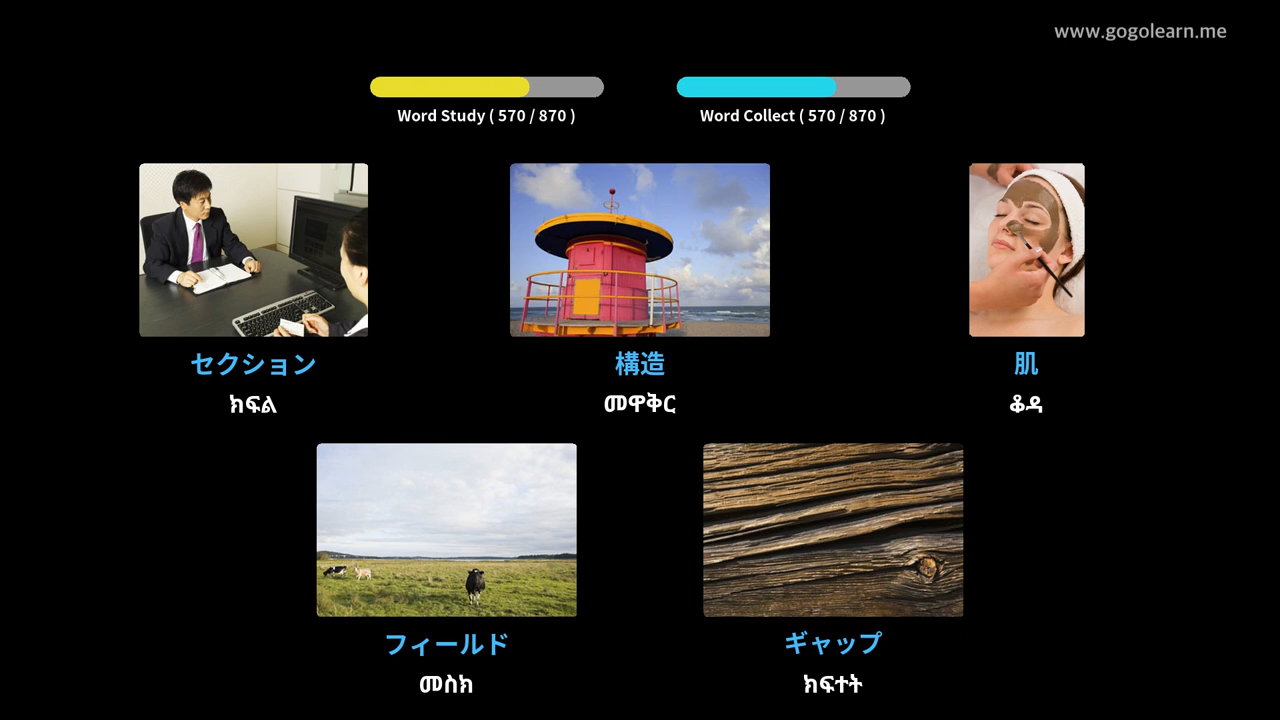 www.gogolearn.me
Word Study ( 570 / 870 )
Word Collect ( 570 / 870 )
セクション
ክፍል
構造
መዋቅር
肌
ቆዳ
フィールド
መስክ
ギャップ
ክፍተት